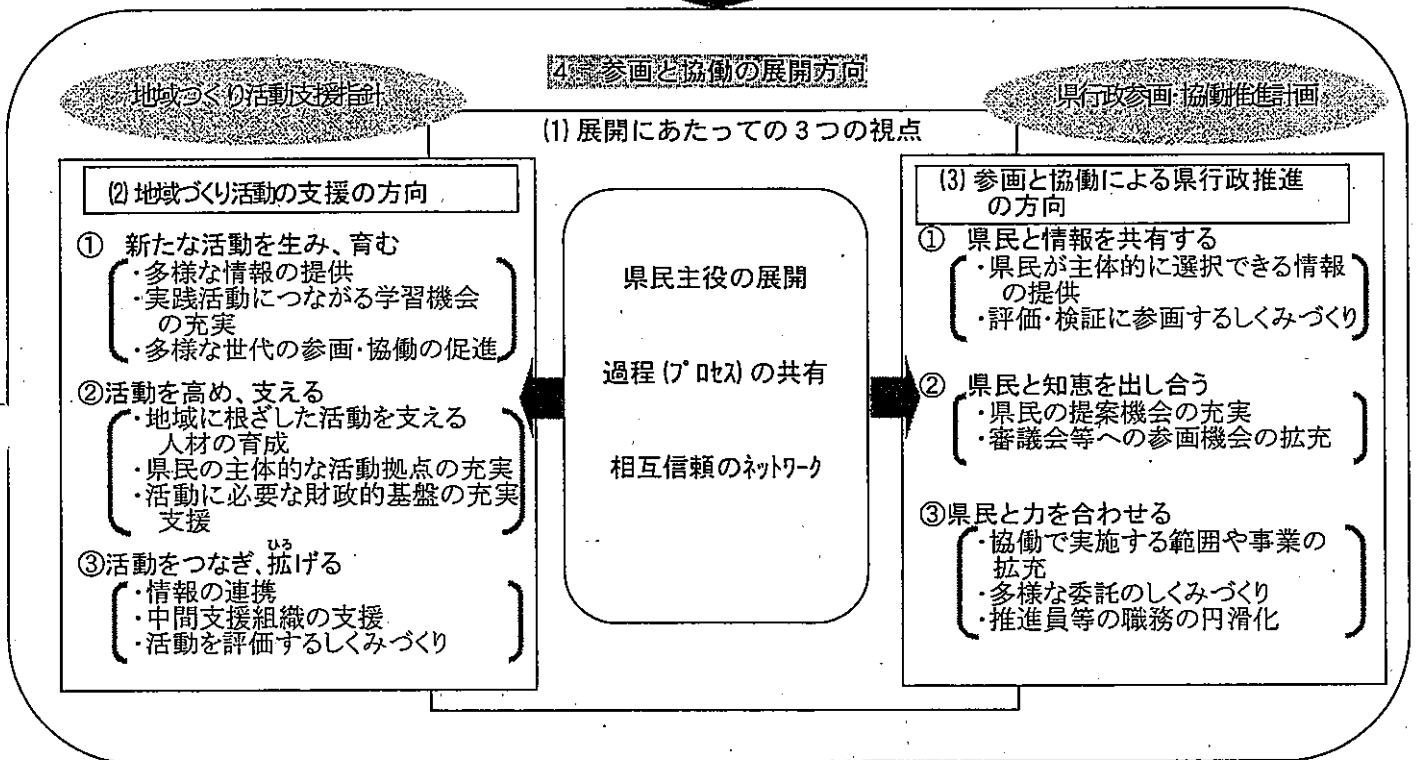 4 参画と協働の展開方向
地域づくり活動支援指針
県行政参画・協働推進計画
(1) 展開にあたっての3つの視点
(2) 地域づくり活動の支援の方向
① 新たな活動を生み、育む
・多様な情報の提供
・実践活動につながる学習機会
の充実
・多様な世代の参画・協働の促進
②活動を高め、支える
・地域に根ざした活動を支える
人材の育成
・県民の主体的な活動拠点の充実
・活動に必要な財政的基盤の充実
支援
ひろ
③活動をつなぎ、拡げる
・情報の連携
・中間支援組織の支援
・活動を評価するしくみづくり
県民主役の展開
過程(プロセス)の共有
相互信頼のネットワーク
(3) 参画と協働による県行政推進
の方向
① 県民と情報を共有する
・県民が主体的に選択できる情報
の提供
・評価・検証に参画するしくみづくり
② 県民と知恵を出し合う
・県民の提案機会の充実
・審議会等への参画機会の拡充
③県民と力を合わせる
・協働で実施する範囲や事業の
拡充
・多様な委託のしくみづくり
・推進員等の職務の円滑化